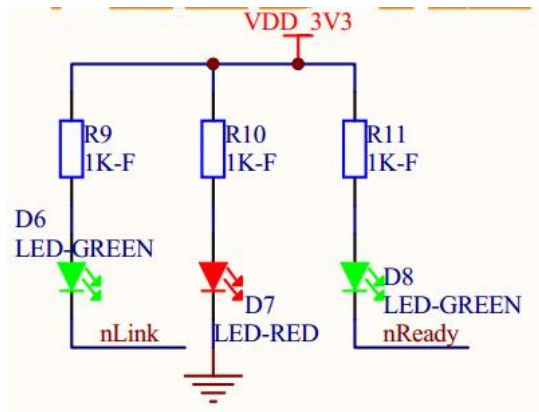 VDD_3V3
R9
1K-F
R10
1K-F
R11
1K-F
D6
LED-GREEN
D7
LED-RED
D8
LED-GREEN
nLink
nReady